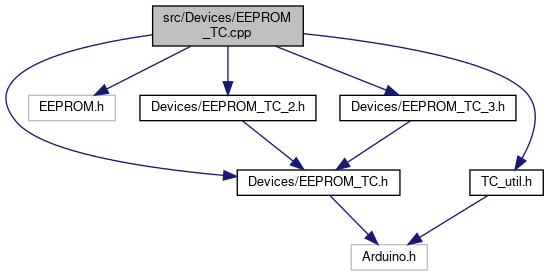 src/Devices/EEPROM
_TC.cpp
EEPROM.h
Devices/EEPROM_TC_2.h
Devices/EEPROM_TC_3.h
Devices/EEPROM_TC.h
TC_util.h
Arduino.h